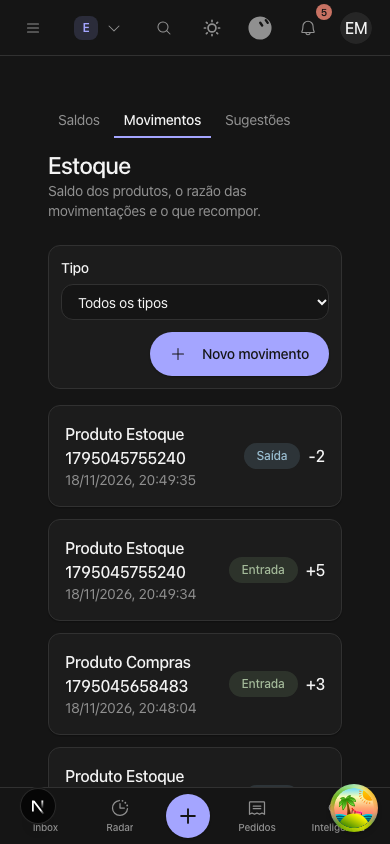 E
5
EM
Saldos
Movimentos
Sugestões
Estoque
Saldo dos produtos, o razão das
movimentações e o que recompor.
Tipo
Todos os tipos
Novo movimento
Produto Estoque
1795045755240
18/11/2026, 20:49:35
Saída
-2
Produto Estoque
1795045755240
18/11/2026, 20:49:34
Entrada
+5
Produto Compras
1795045658483
18/11/2026, 20:48:04
Entrada
+3
Produto Estoque
N
Inbox
Radar
Pedidos